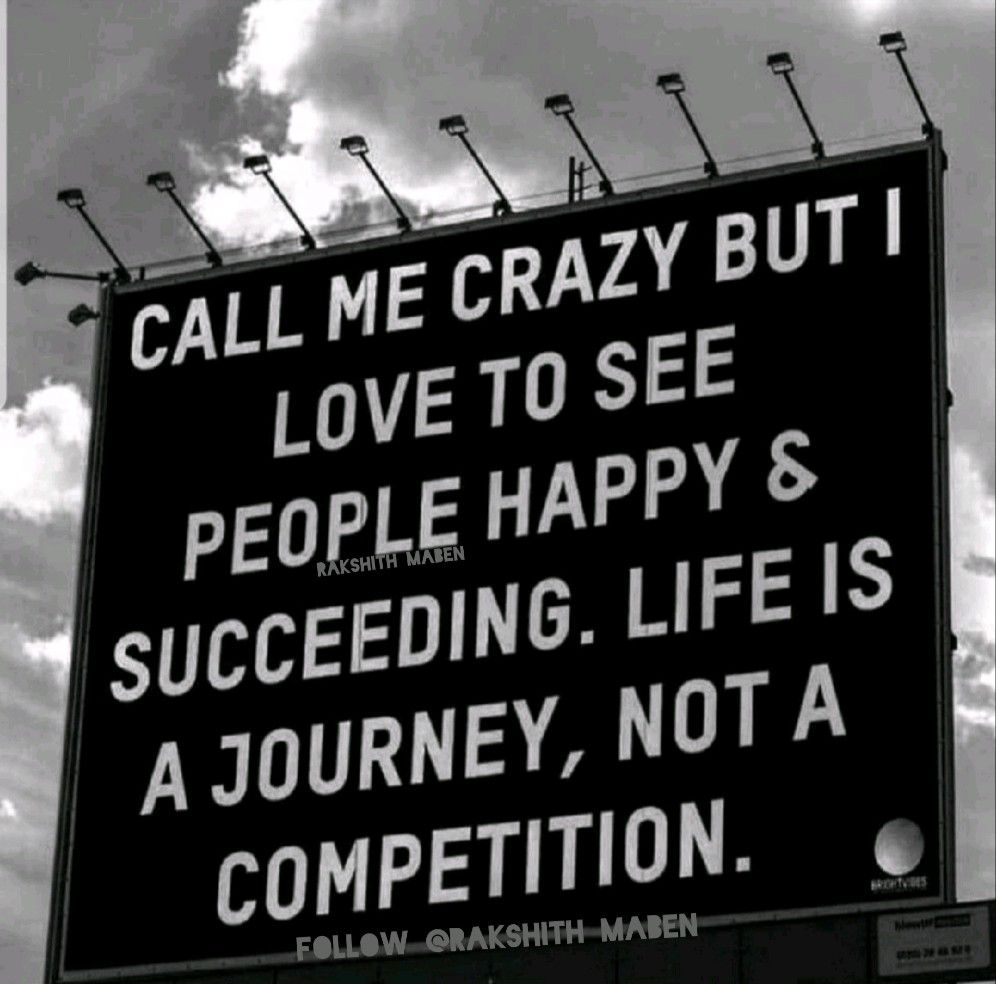 CALL ME CRAZY BUT I
LOVE TO SEE
PEOPLE HAPPY &
RAKSHITH MABEN
SUCCEEDING. LIFE IS
A JOURNEY, NOT A
COMPETITION.
BRIGHTVIBES
FOLLOW @RAKSHITH MABEN